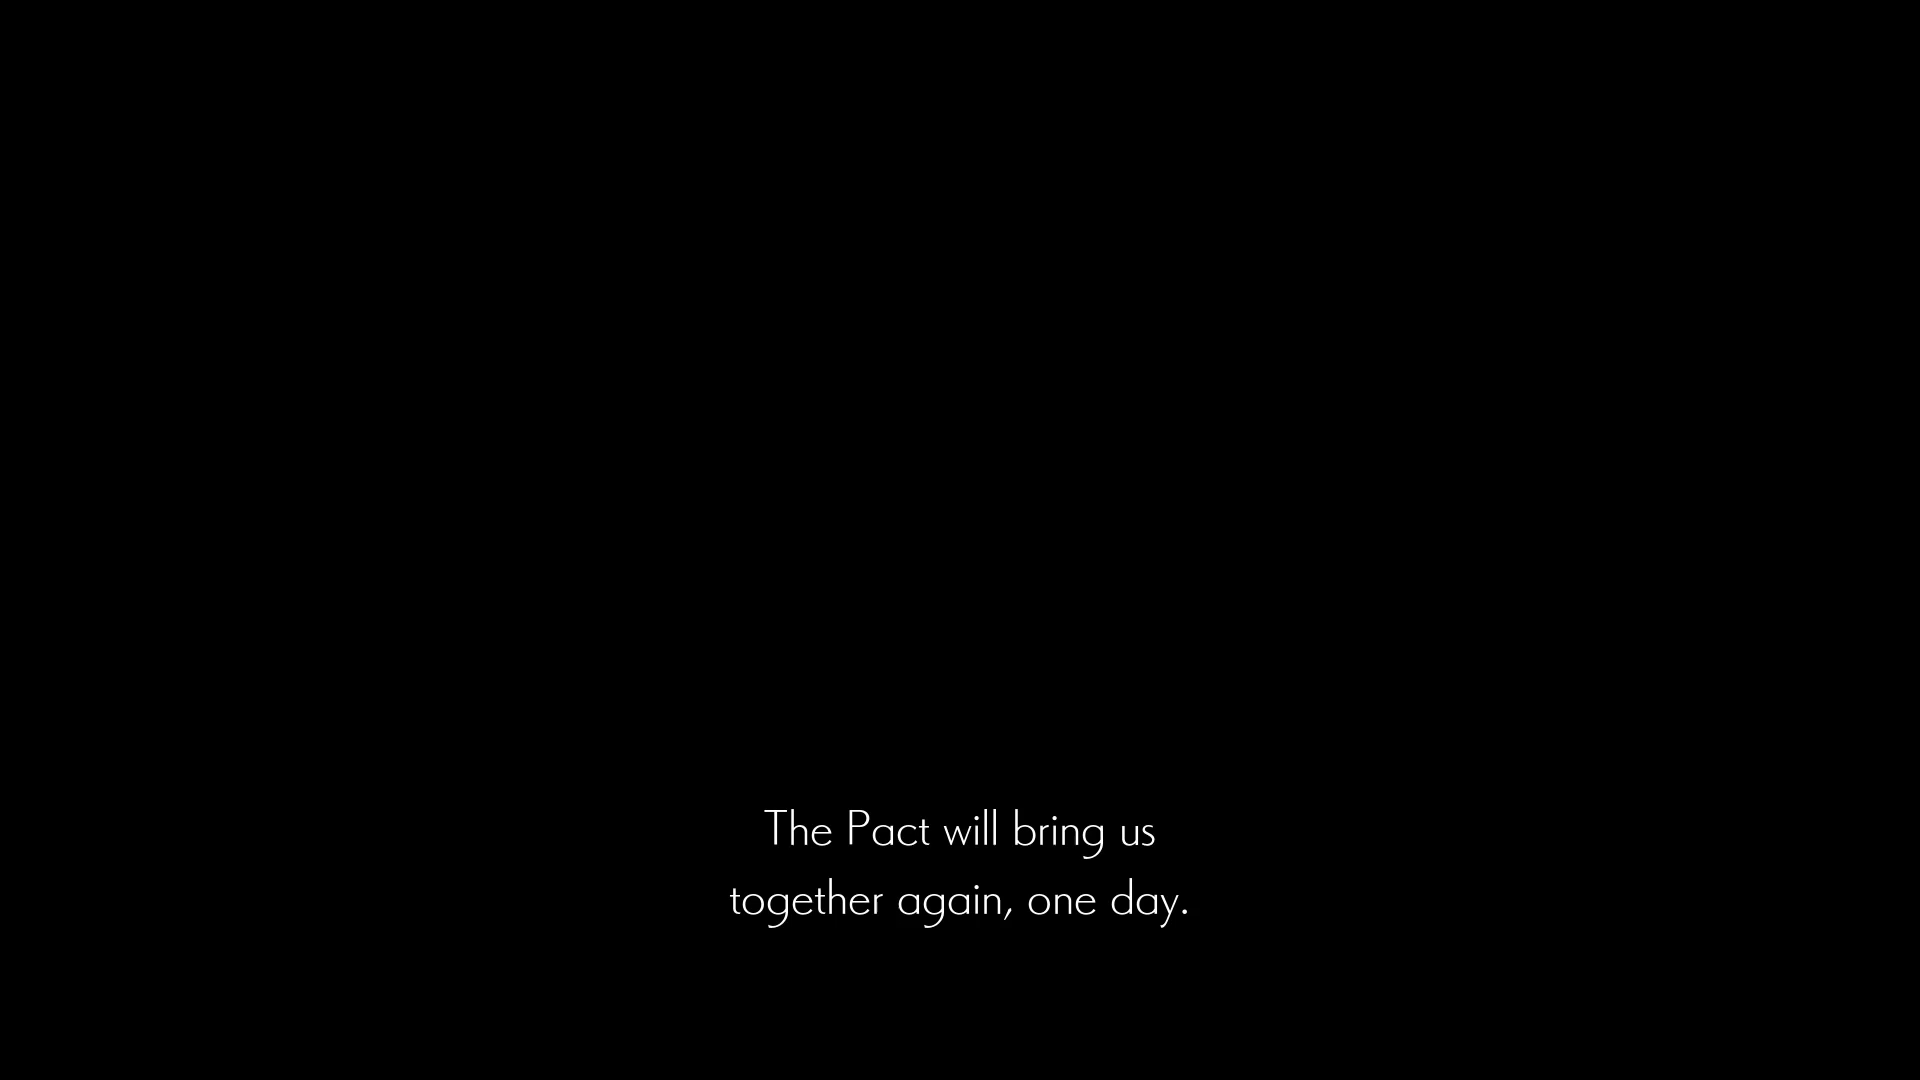 The Pact will bring us
together again, one day.